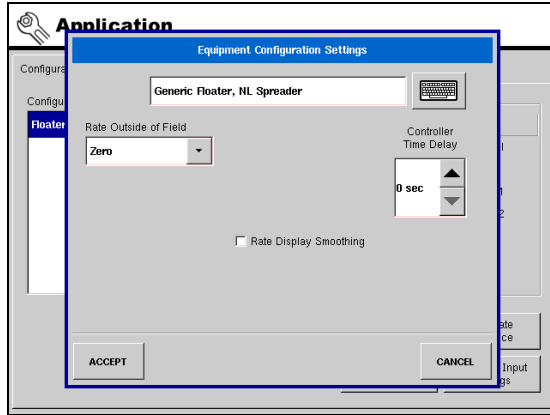 Application
Equipment Configuration Settings
Configura
Generic Floater, NL Spreader
Configu
Floater
Rate Outside of Field
Zero
Controller
Time Delay
0 sec
Rate Display Smoothing
ACCEPT
CANCEL
ate
ce
Input
gs